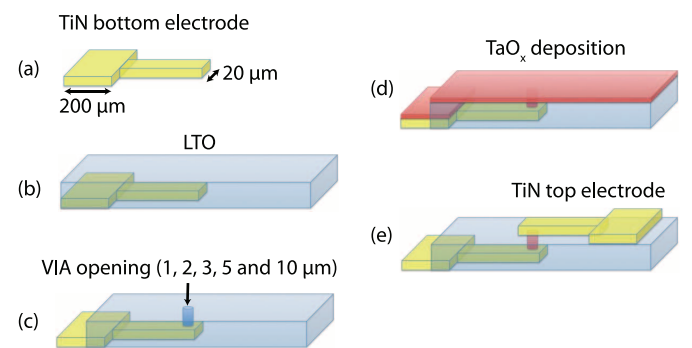 TiN bottom electrode
(a)
20 μm
200 μm
LTO
(b)
VIA opening (1, 2, 3, 5 and 10 μm)
(c)
TaOx deposition
(d)
TiN top electrode
(e)